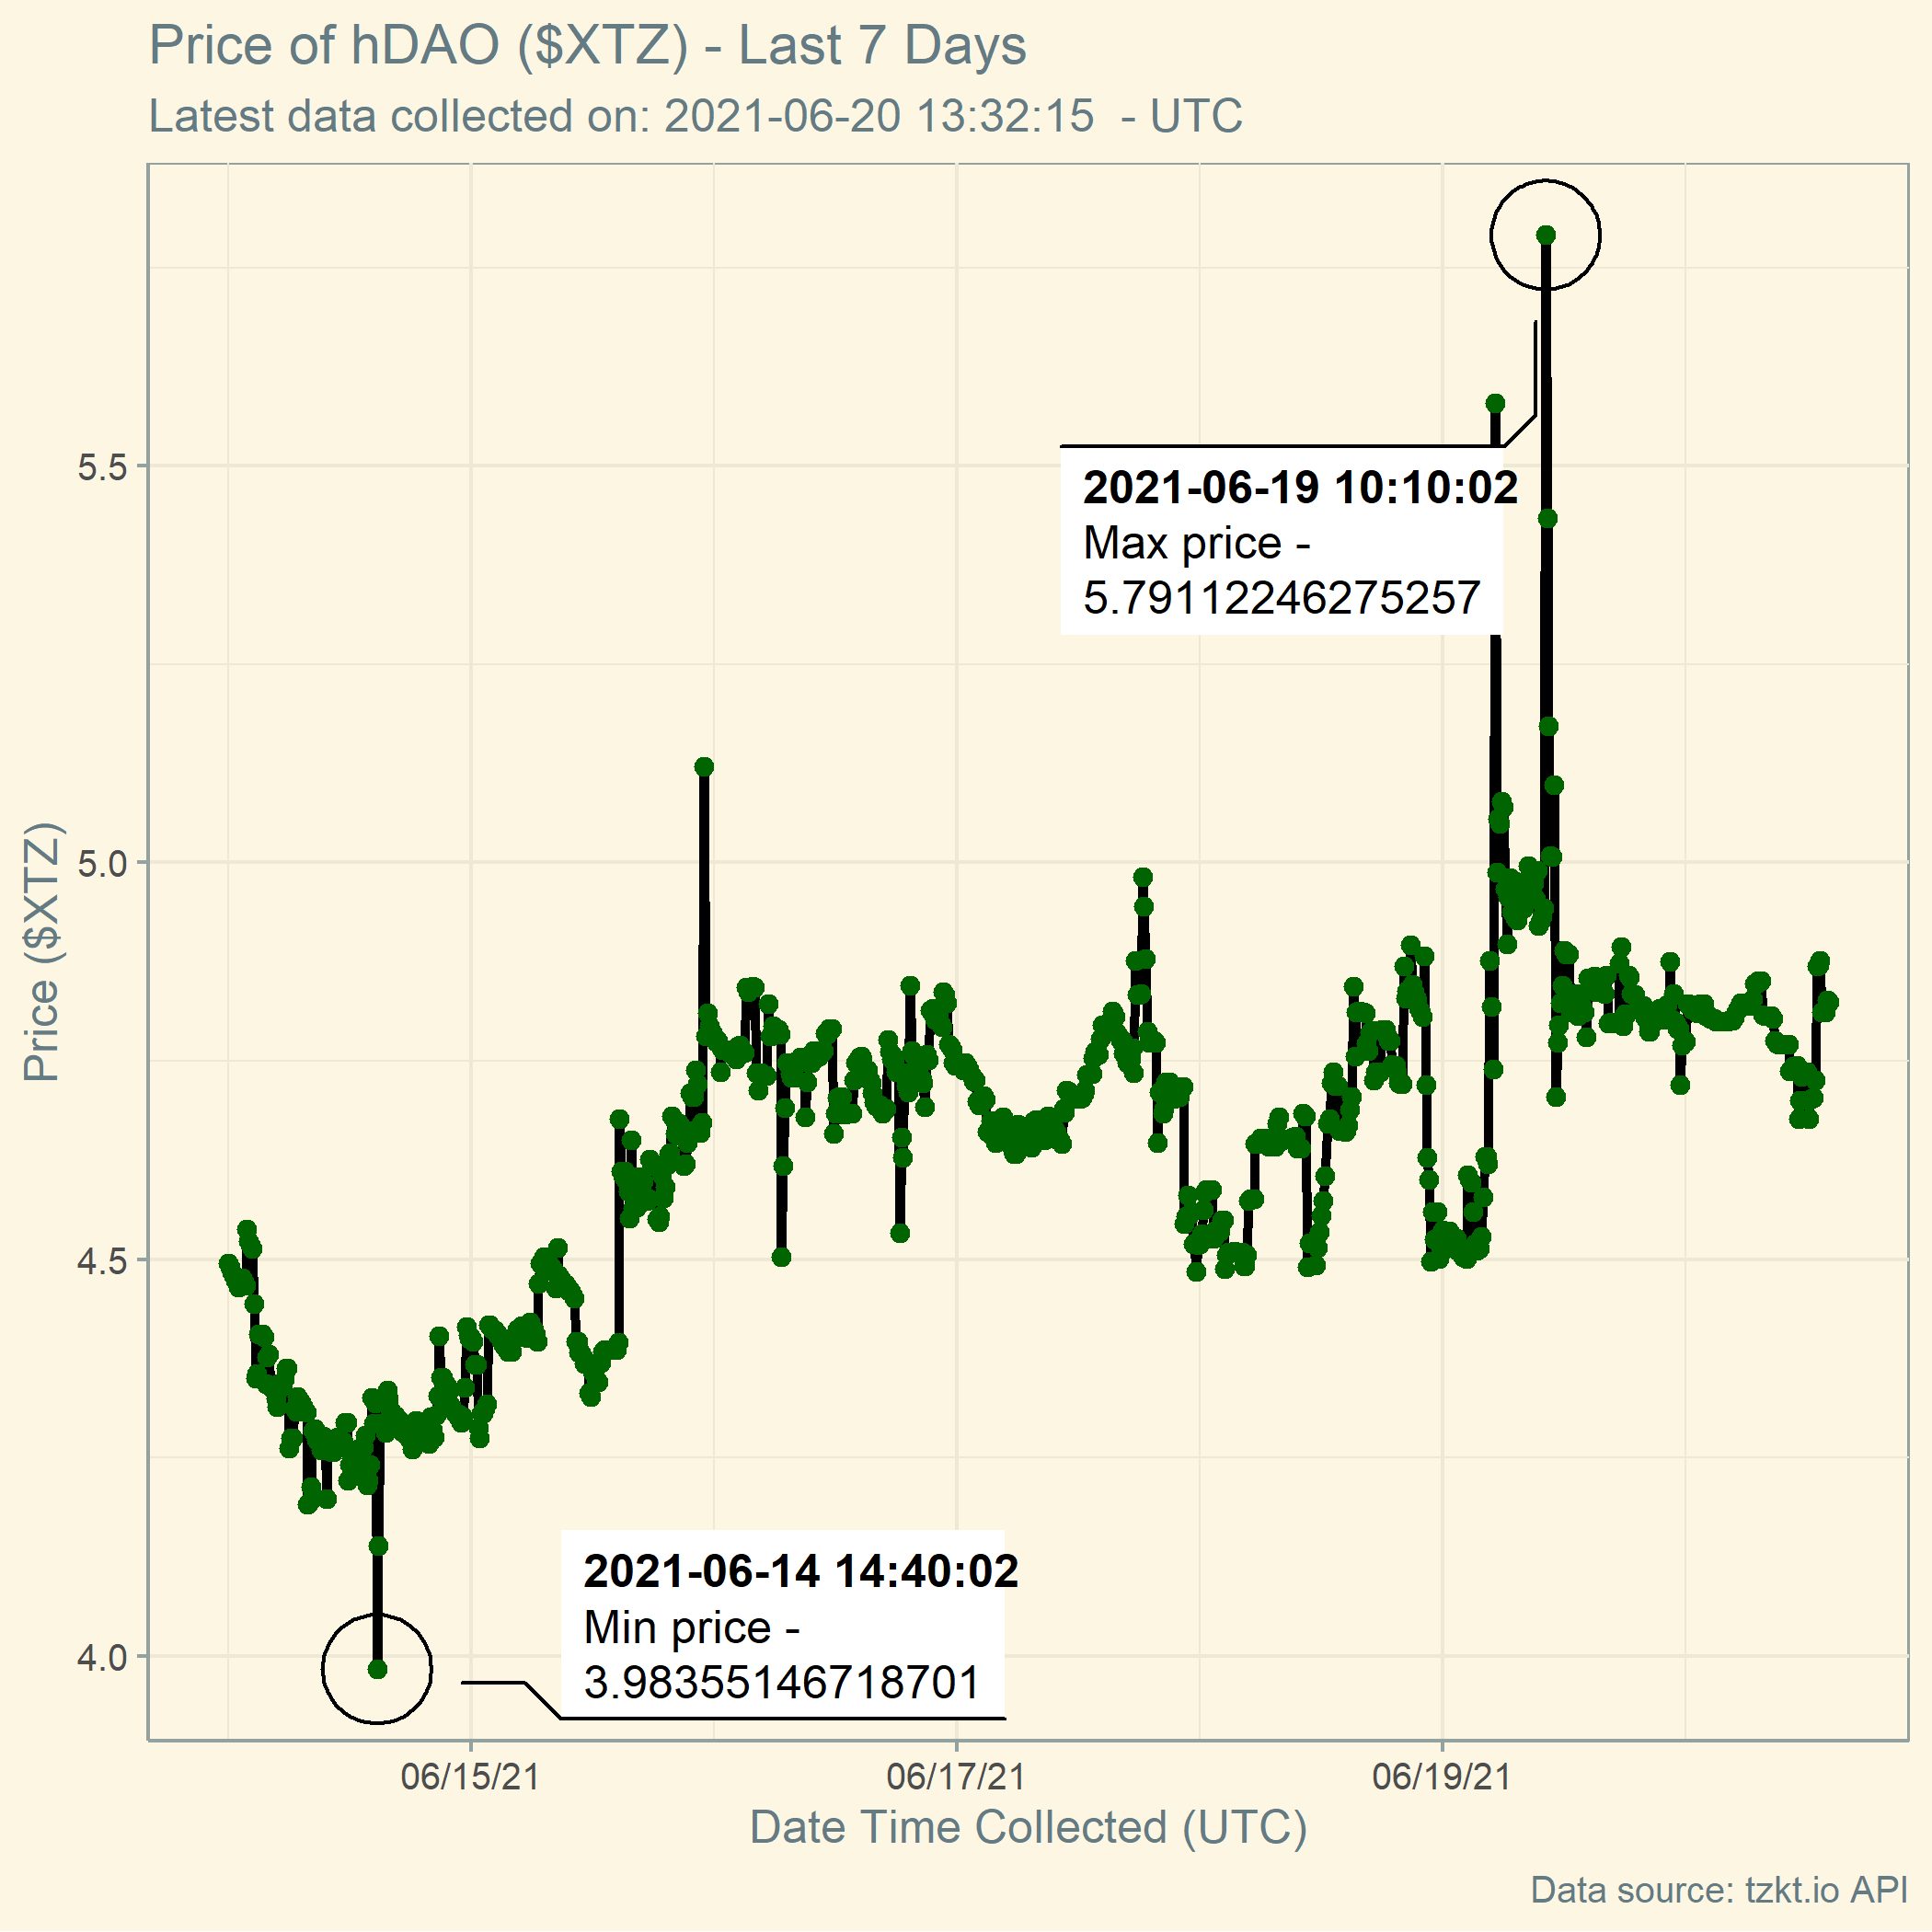 Price of hDAO ($XTZ) - Last 7 Days
Latest data collected on: 2021-06-20 13:32:15  - UTC
2021-06-19 10:10:02
Max price -
5.79112246275257
2021-06-14 14:40:02
Min price -
3.98355146718701
Price ($XTZ)
5.5
5.0
4.5
4.0
06/15/21
06/17/21
06/19/21
Date Time Collected (UTC)
Data source: tzkt.io API